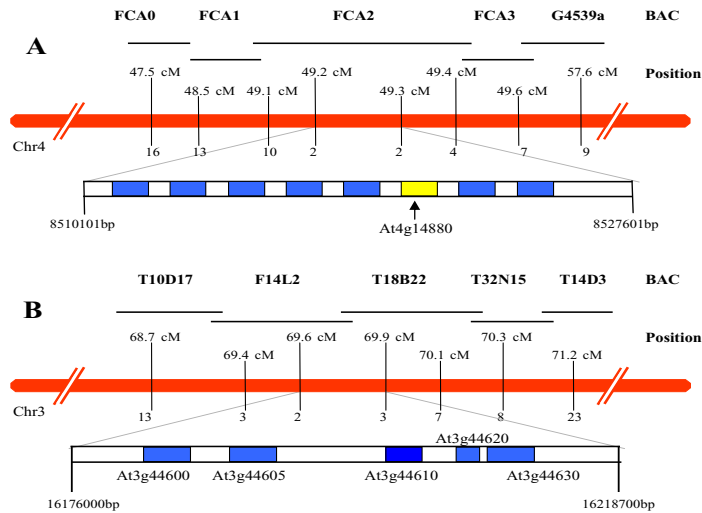 FCA0 FCA1 FCA2 FCA3 G4539a BAC
A
47.5 cM 49.2 cM 49.4 cM 57.6 cM Position
48.5 cM 49.1 cM 49.3 cM 49.6 cM
Chr4
16 13 10 2 2 4 7 9
8510101bp At4g14880 8527601bp
T10D17 F14L2 T18B22 T32N15 T14D3 BAC
B
68.7 cM 69.6 cM 69.9 cM 70.3 cM Position
69.4 cM 70.1 cM 71.2 cM
Chr3
13 3 2 3 7 8 23
At3g44620
At3g44600 At3g44605 At3g44610 At3g44630
16176000bp 16218700bp